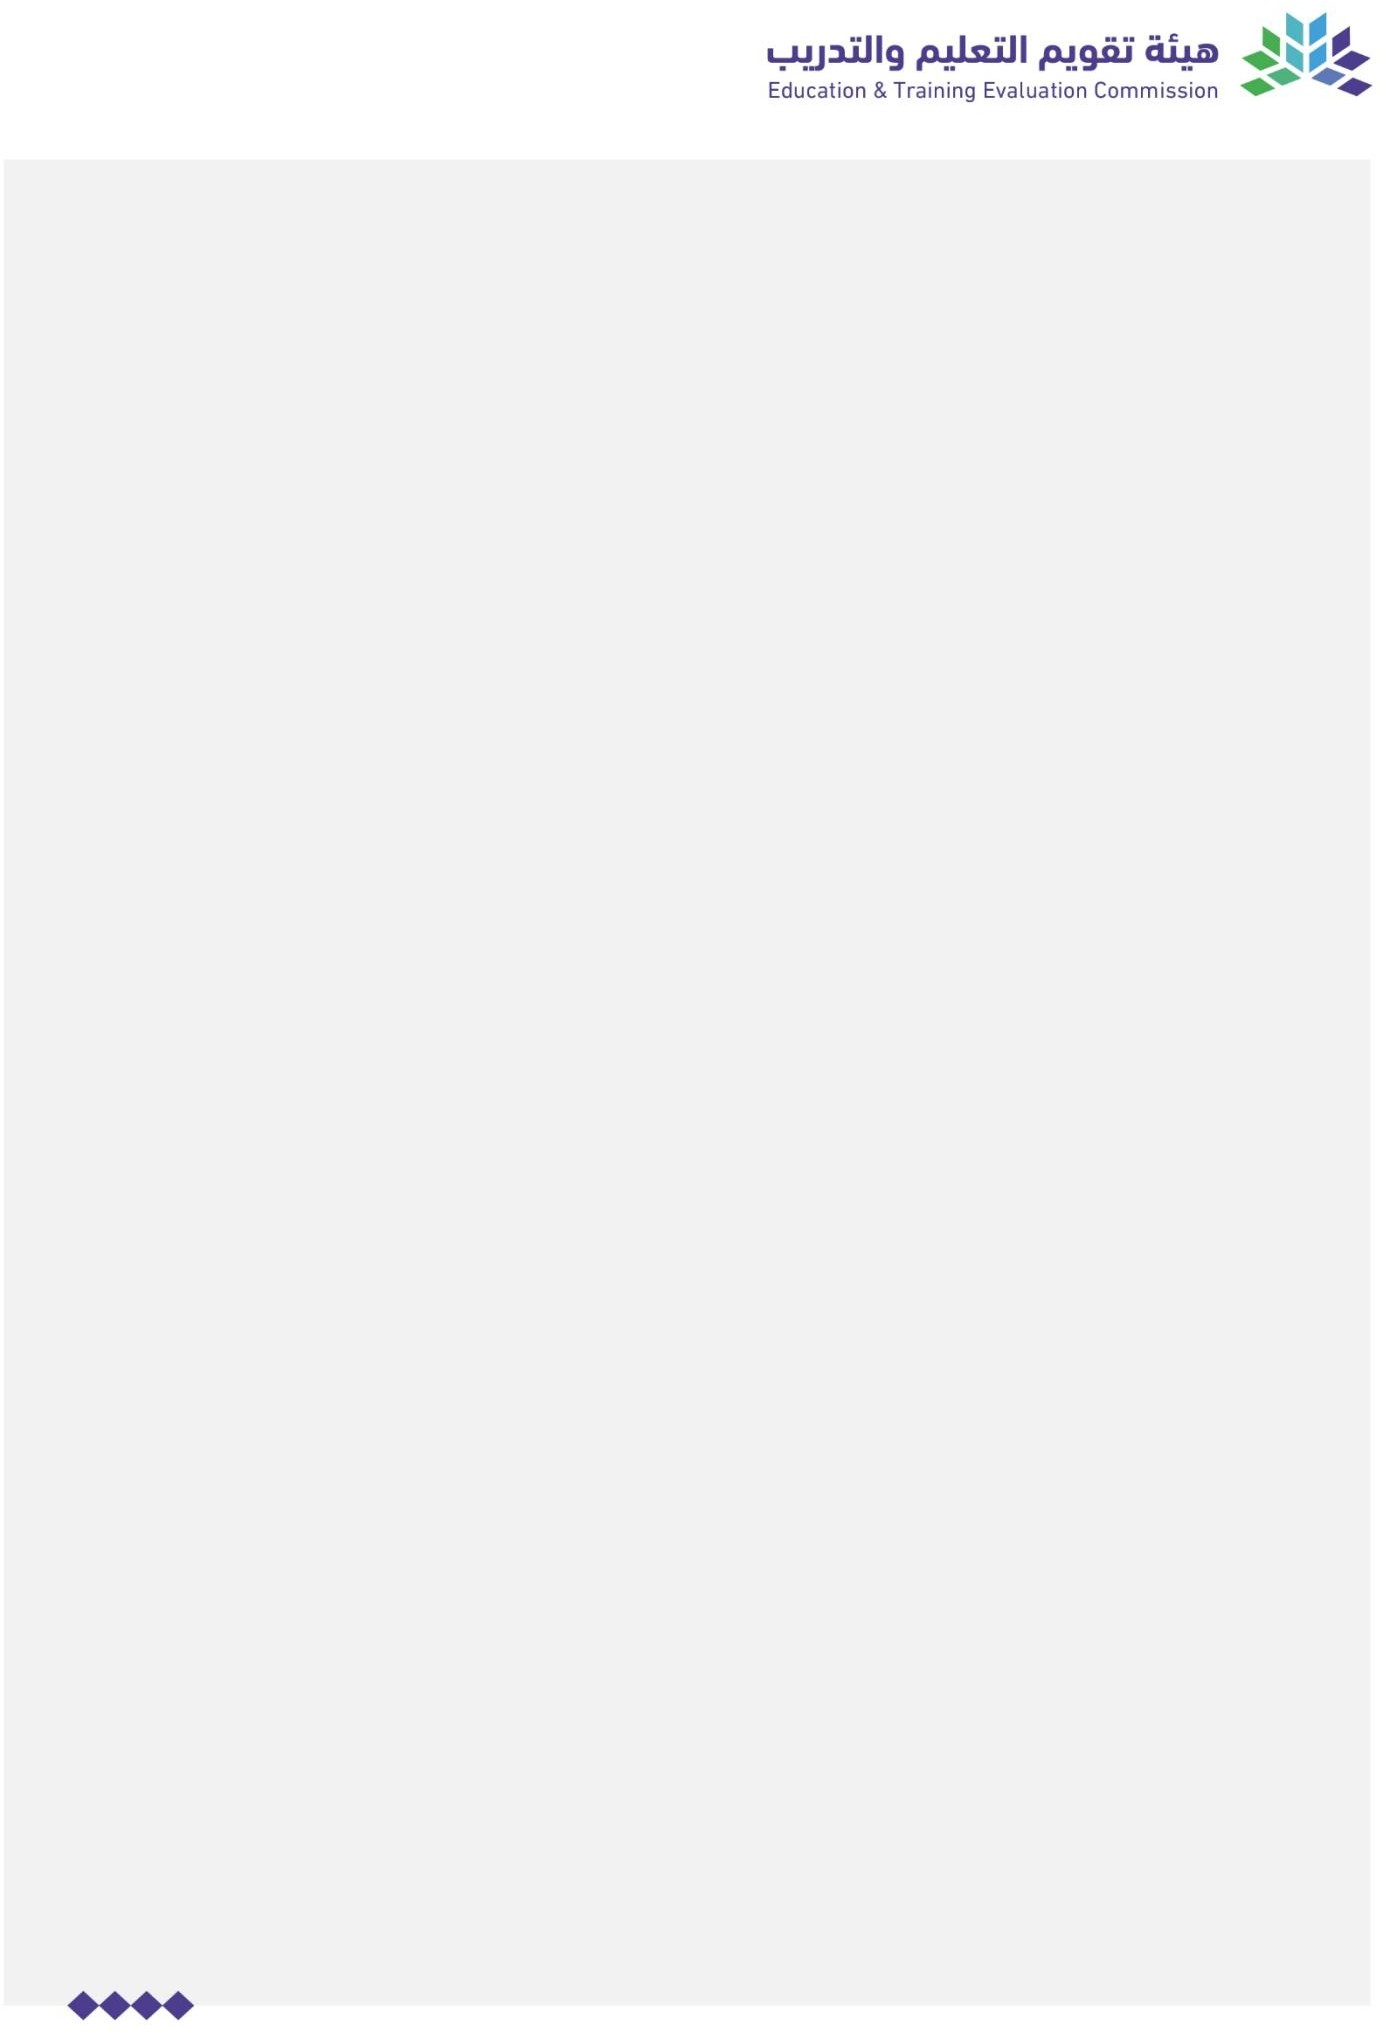 هيئة تقويم التعليم والتدريب
Education & Training Evaluation Commission